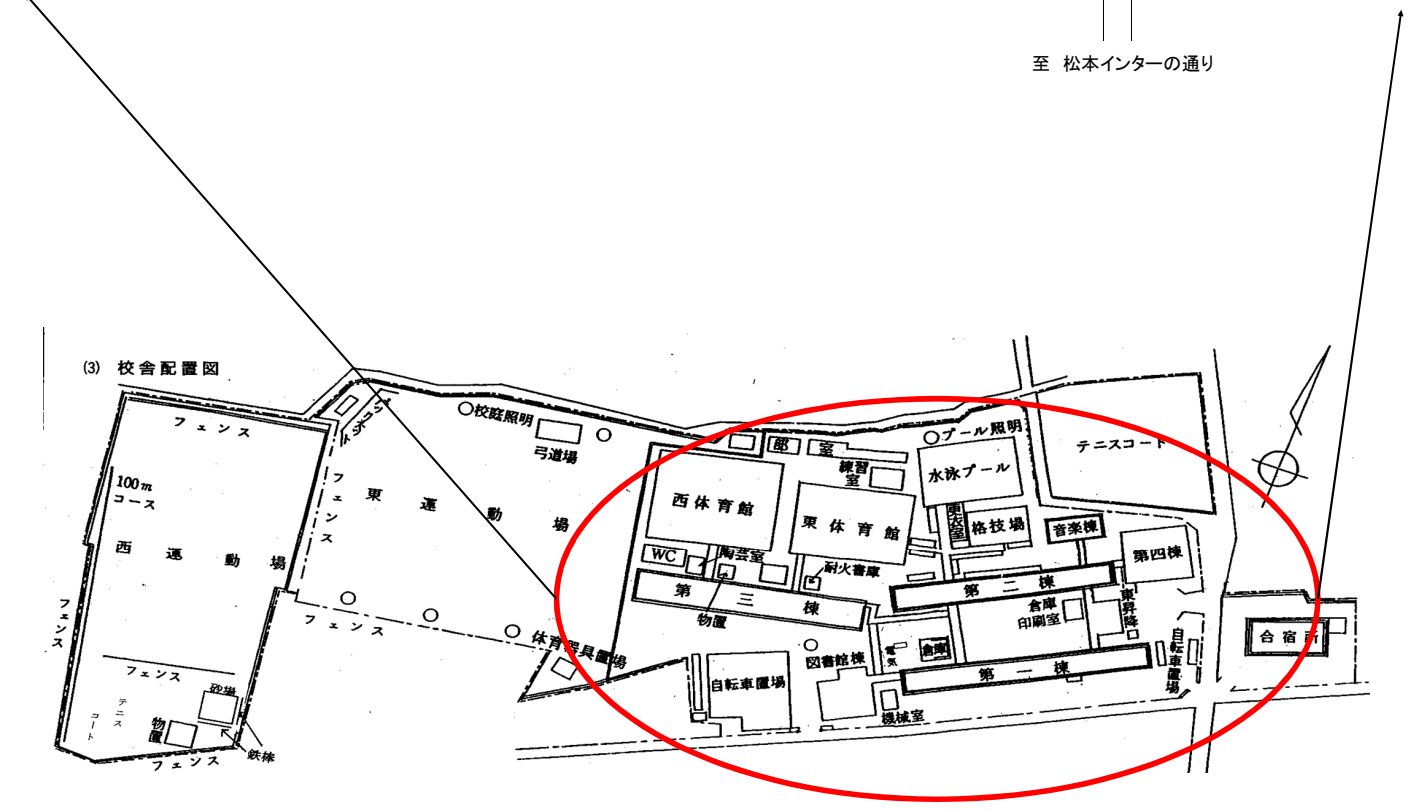 至 松本インターの通り
(3) 校舎配置図
フェンス
バックネット
校庭照明
弓道場
部
室
プール照明
テニスコート
練習室
水泳プール
100m
コース
フェンス
東運動場
西体育館
東体育館
更衣室
格技場
音楽棟
西運動場
WC
陶芸室
耐火書庫
第四棟
第三棟
第二棟
物置
倉庫
印刷室
東昇降
フェンス
フェンス
体育器具置場
図書館棟
電気
倉庫
自転車置場
合宿所
フェンス
自転車置場
第一棟
機械室
砂場
テニス
コート
物置
鉄棒
フェンス